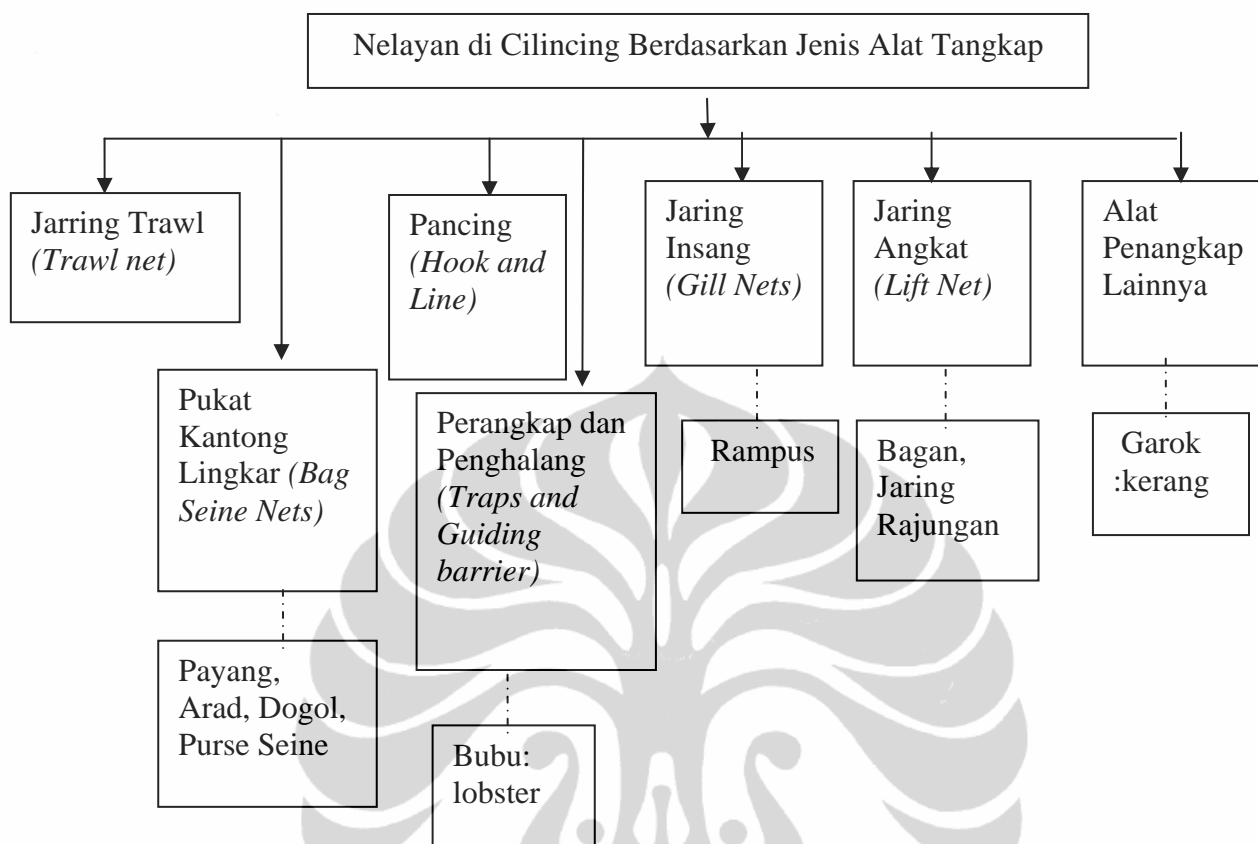 Nelayan di Cilincing Berdasarkan Jenis Alat Tangkap
Jarring Trawl
(Trawl net)
Pukat
Kantong
Lingkar (Bag
Seine Nets)
Payang,
Arad, Dogol,
Purse Seine
Pancing
(Hook and
Line)
Perangkap dan
Penghalang
(Traps and
Guiding
barrier)
Bubu:
lobster
Jaring
Insang
(Gill Nets)
Rampus
Jaring
Angkat
(Lift Net)
Bagan,
Jaring
Rajungan
Alat
Penangkap
Lainnya
Garok
:kerang